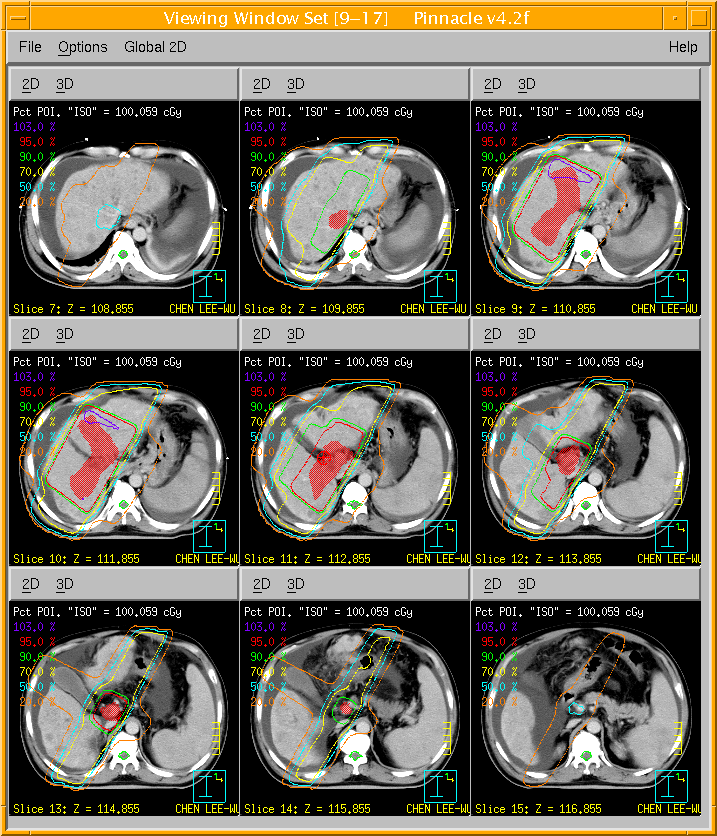 Viewing Window Set [9-17] Pinnacle v4.2f
File Options Global 2D Help
2D 3D 2D 3D 2D 3D
Pct POI. "ISO" = 100.059 cGy
103.0 %
95.0 %
90.0 %
70.0 %
50.0 %
20.0 %
Slice 7: Z = 108.855 CHEN LEE-WU
Pct POI. "ISO" = 100.059 cGy
103.0 %
95.0 %
90.0 %
70.0 %
50.0 %
20.0 %
Slice 8: Z = 109.855 CHEN LEE-WU
Pct POI. "ISO" = 100.059 cGy
103.0 %
95.0 %
90.0 %
70.0 %
50.0 %
20.0 %
Slice 9: Z = 110.855 CHEN LEE-WU
2D 3D 2D 3D 2D 3D
Pct POI. "ISO" = 100.059 cGy
103.0 %
95.0 %
90.0 %
70.0 %
50.0 %
20.0 %
Slice 10: Z = 111.855 CHEN LEE-WU
Pct POI. "ISO" = 100.059 cGy
103.0 %
95.0 %
90.0 %
70.0 %
50.0 %
20.0 %
Slice 11: Z = 112.855 CHEN LEE-WU
Pct POI. "ISO" = 100.059 cGy
103.0 %
95.0 %
90.0 %
70.0 %
50.0 %
20.0 %
Slice 12: Z = 113.855 CHEN LEE-WU
2D 3D 2D 3D 2D 3D
Pct POI. "ISO" = 100.059 cGy
103.0 %
95.0 %
90.0 %
70.0 %
50.0 %
20.0 %
Slice 13: Z = 114.855 CHEN LEE-WU
Pct POI. "ISO" = 100.059 cGy
103.0 %
95.0 %
90.0 %
70.0 %
50.0 %
20.0 %
Slice 14: Z = 115.855 CHEN LEE-WU
Pct POI. "ISO" = 100.059 cGy
103.0 %
95.0 %
90.0 %
70.0 %
50.0 %
20.0 %
Slice 15: Z = 116.855 CHEN LEE-WU